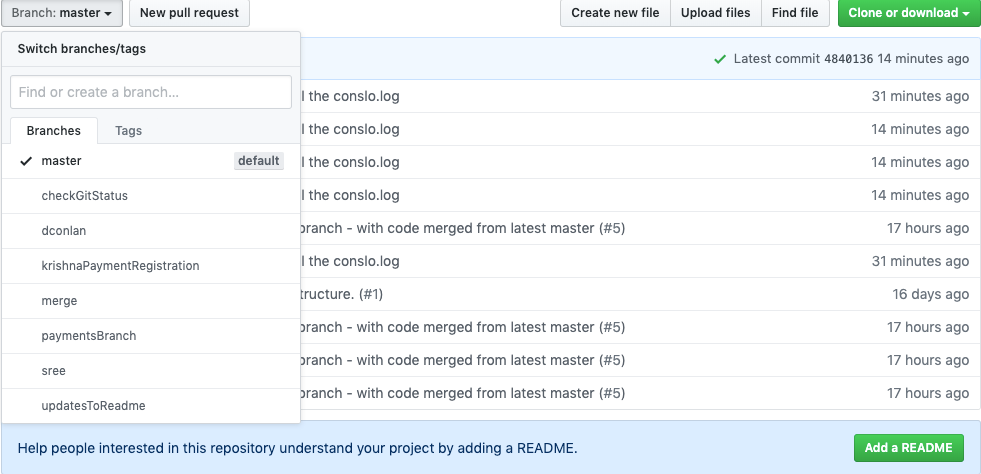 Branch: master New pull request Create new file Upload files Find file Clone or download
Switch branches/tags
Latest commit 4840136 14 minutes ago
Find or create a branch...
l the conslo.log 31 minutes ago
Branches Tags
l the conslo.log 14 minutes ago
master default
l the conslo.log 14 minutes ago
checkGitStatus
l the conslo.log 14 minutes ago
dconlan
branch - with code merged from latest master (#5) 17 hours ago
krishnaPaymentRegistration
l the conslo.log 31 minutes ago
merge
tructure. (#1) 16 days ago
paymentsBranch
branch - with code merged from latest master (#5) 17 hours ago
sree
branch - with code merged from latest master (#5) 17 hours ago
updatesToReadme
branch - with code merged from latest master (#5) 17 hours ago
Help people interested in this repository understand your project by adding a README. Add a README